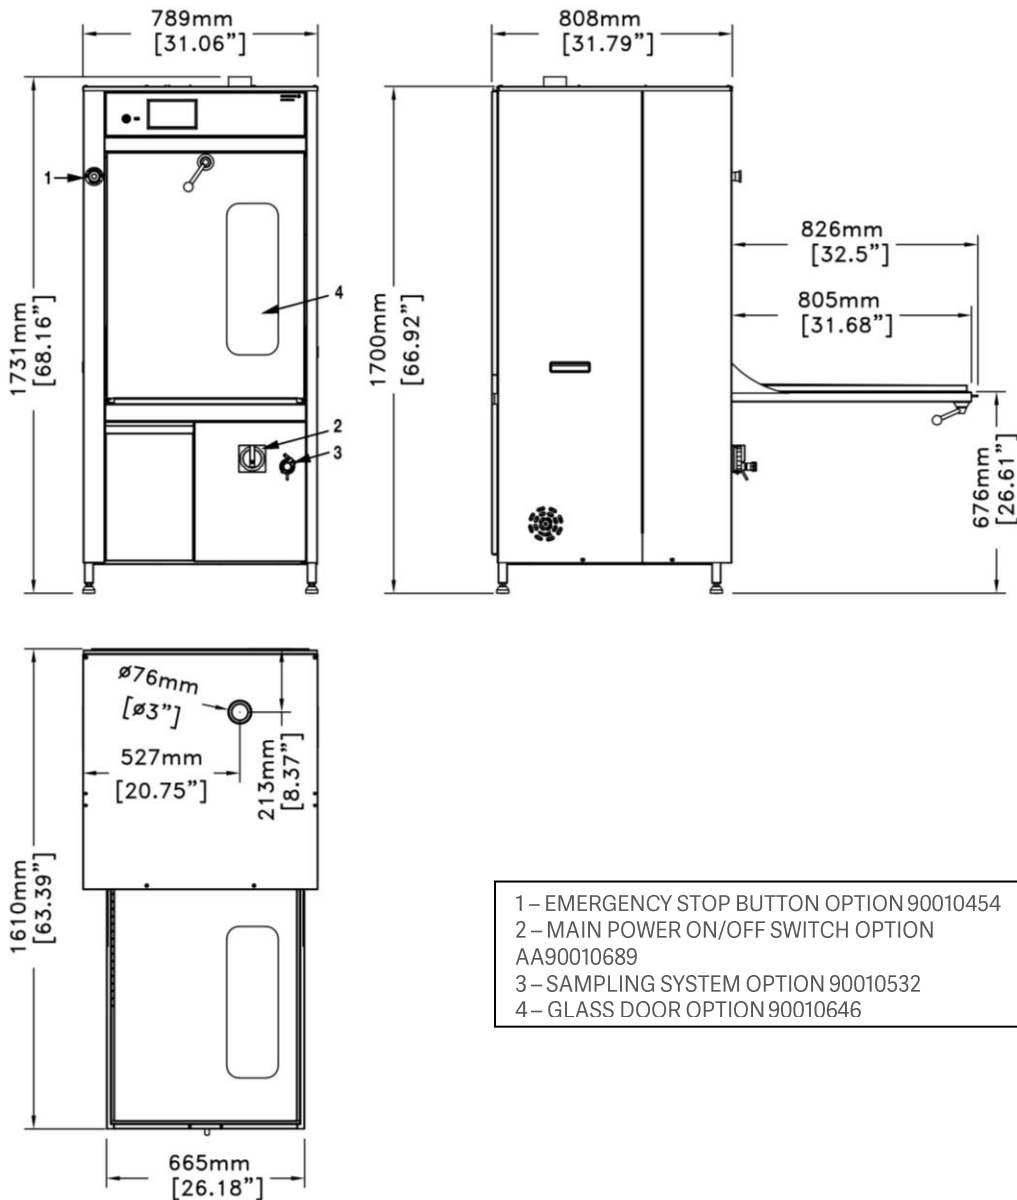 789mm
[31.06”]
808mm
[31.79”]
1
1731mm
[68.16”]
4
2
3
1700mm
[66.92”]
826mm
[32.5”]
805mm
[31.68”]
676mm
[26.61”]
ø76mm
[ø3”]
527mm
[20.75”]
213mm
[8.37”]
1610mm
[63.39”]
665mm
[26.18”]
1 – EMERGENCY STOP BUTTON OPTION 90010454
2 – MAIN POWER ON/OFF SWITCH OPTION
AA90010689
3 – SAMPLING SYSTEM OPTION 90010532
4 – GLASS DOOR OPTION 90010646